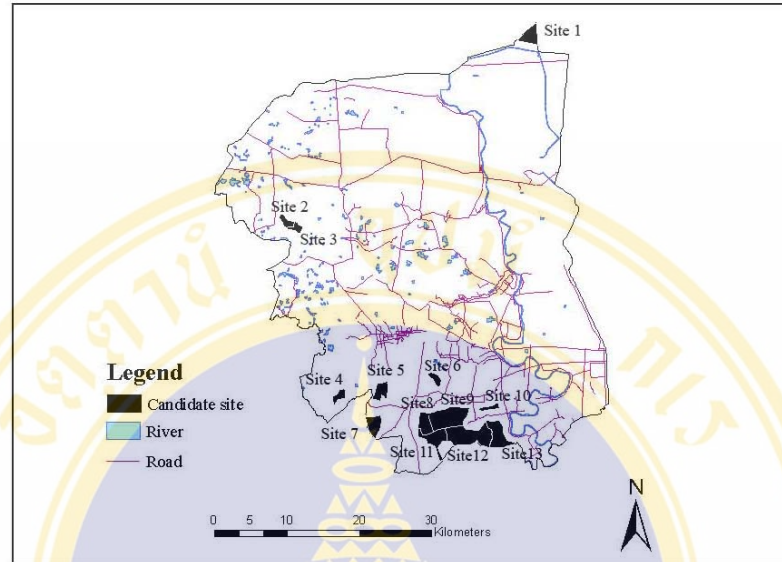 Site 1
Site 2
Site 3
Site 4
Site 5
Site 6
Site 7
Site8
Site9
Site 10
Site 11
Site12
Site13
Legend
Candidate site
River
Road
N
0 5 10 20 30
Kilometers